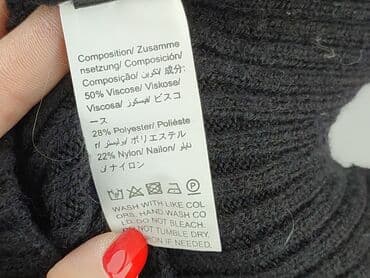 Composition/ Zusamme
nsetzung/ Composición/
Composição/ تكوين/ 成分:
50% Viscose/ Viskose/
Viscosa/ فيسكوز/ ビスコ
ース
28% Polyester/ Poliéste
r/ بوليستر/ ポリエステル
22% Nylon/ Nailon/ نايلو
ن/ ナイロン
WASH WITH LIKE COL
ORS. HAND WASH CO
LD. DO NOT BLEACH.
DO NOT TUMBLE DRY.
IRON IF NEEDED.